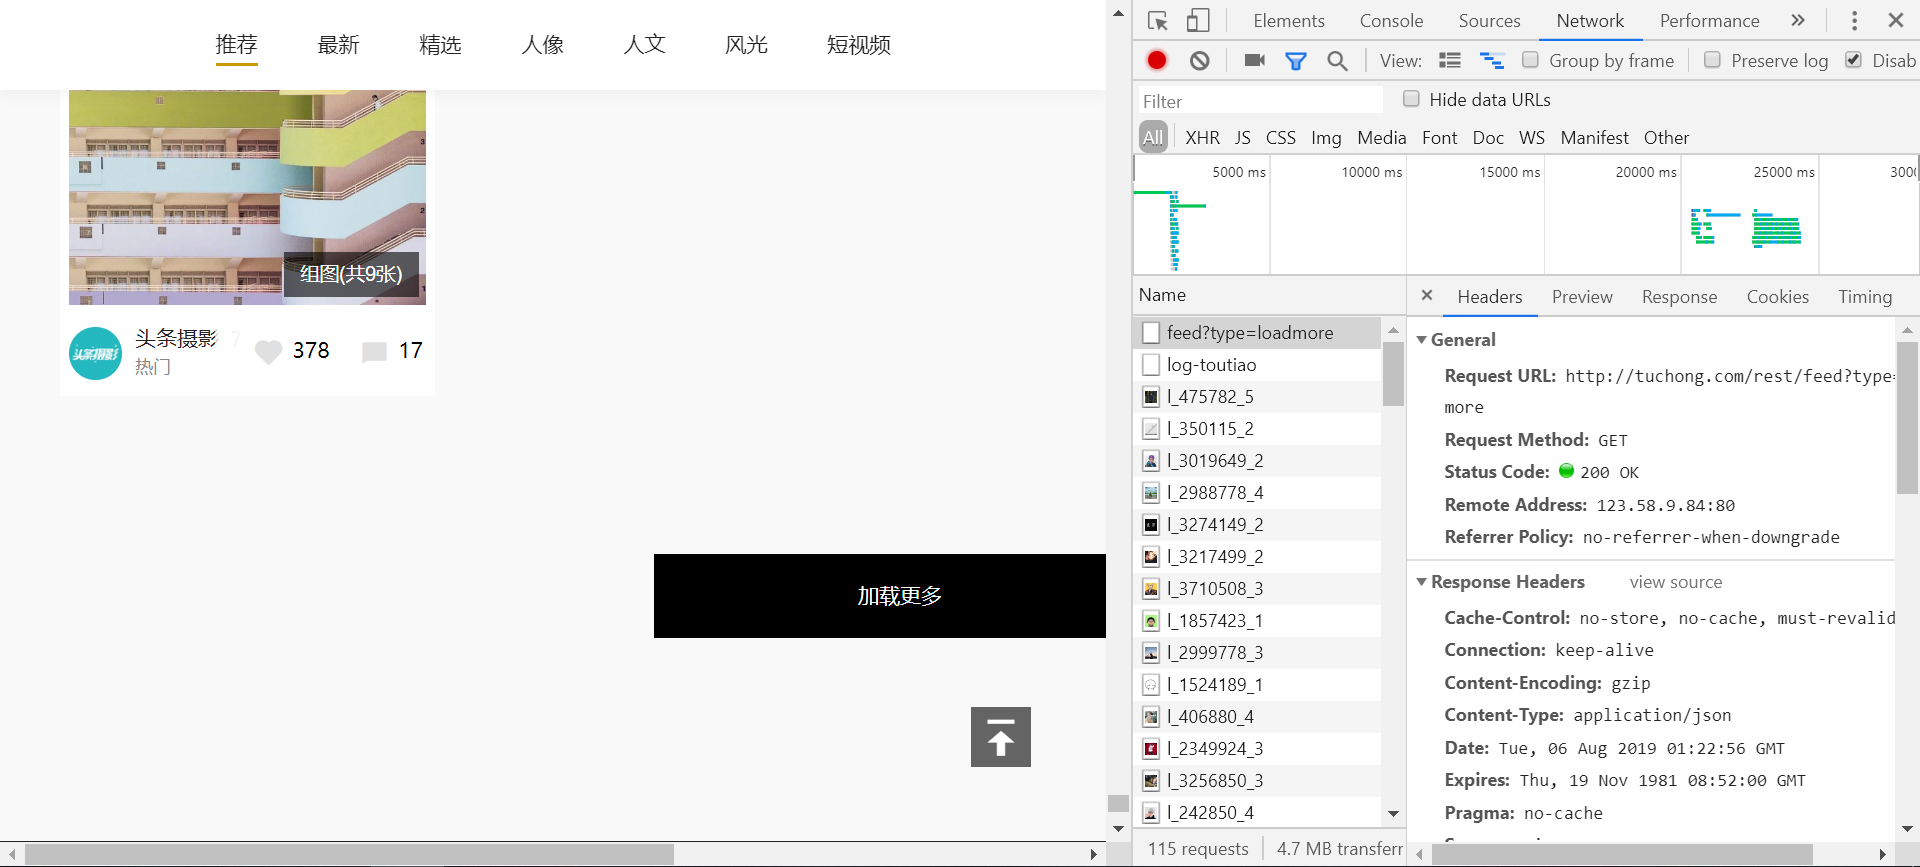 推荐 最新 精选 人像 人文 风光 短视频
组图(共9张)
头条摄影
头条摄影
热门
378
17
加载更多
Elements Console Sources Network Performance
View: Group by frame Preserve log Disab
Filter Hide data URLs
All XHR JS CSS Img Media Font Doc WS Manifest Other
5000 ms 10000 ms 15000 ms 20000 ms 25000 ms 3000
Name
feed?type=loadmore
log-toutiao
l_475782_5
l_350115_2
l_3019649_2
l_2988778_4
l_3274149_2
l_3217499_2
l_3710508_3
l_1857423_1
l_2999778_3
l_1524189_1
l_406880_4
l_2349924_3
l_3256850_3
l_242850_4
115 requests 4.7 MB transferr
× Headers Preview Response Cookies Timing
General
Request URL: http://tuchong.com/rest/feed?type=
more
Request Method: GET
Status Code: 200 OK
Remote Address: 123.58.9.84:80
Referrer Policy: no-referrer-when-downgrade
Response Headers view source
Cache-Control: no-store, no-cache, must-revalid
Connection: keep-alive
Content-Encoding: gzip
Content-Type: application/json
Date: Tue, 06 Aug 2019 01:22:56 GMT
Expires: Thu, 19 Nov 1981 08:52:00 GMT
Pragma: no-cache